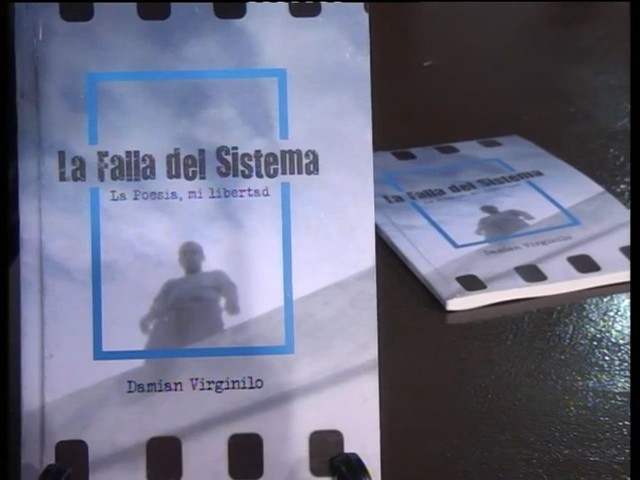 La Falla del Sistema
La Poesia, mi libertad
Damian Virginilo
La Falla del Sistema
Damian Virginilo